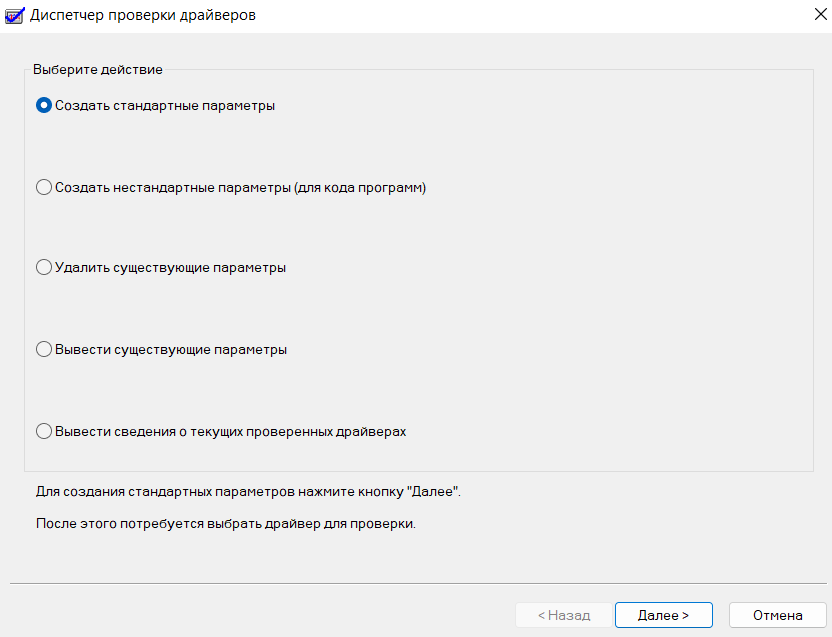 Диспетчер проверки драйверов
Выберите действие
Создать стандартные параметры
Создать нестандартные параметры (для кода программ)
Удалить существующие параметры
Вывести существующие параметры
Вывести сведения о текущих проверенных драйверах
Для создания стандартных параметров нажмите кнопку "Далее".
После этого потребуется выбрать драйвер для проверки.
< Назад
Далее >
Отмена